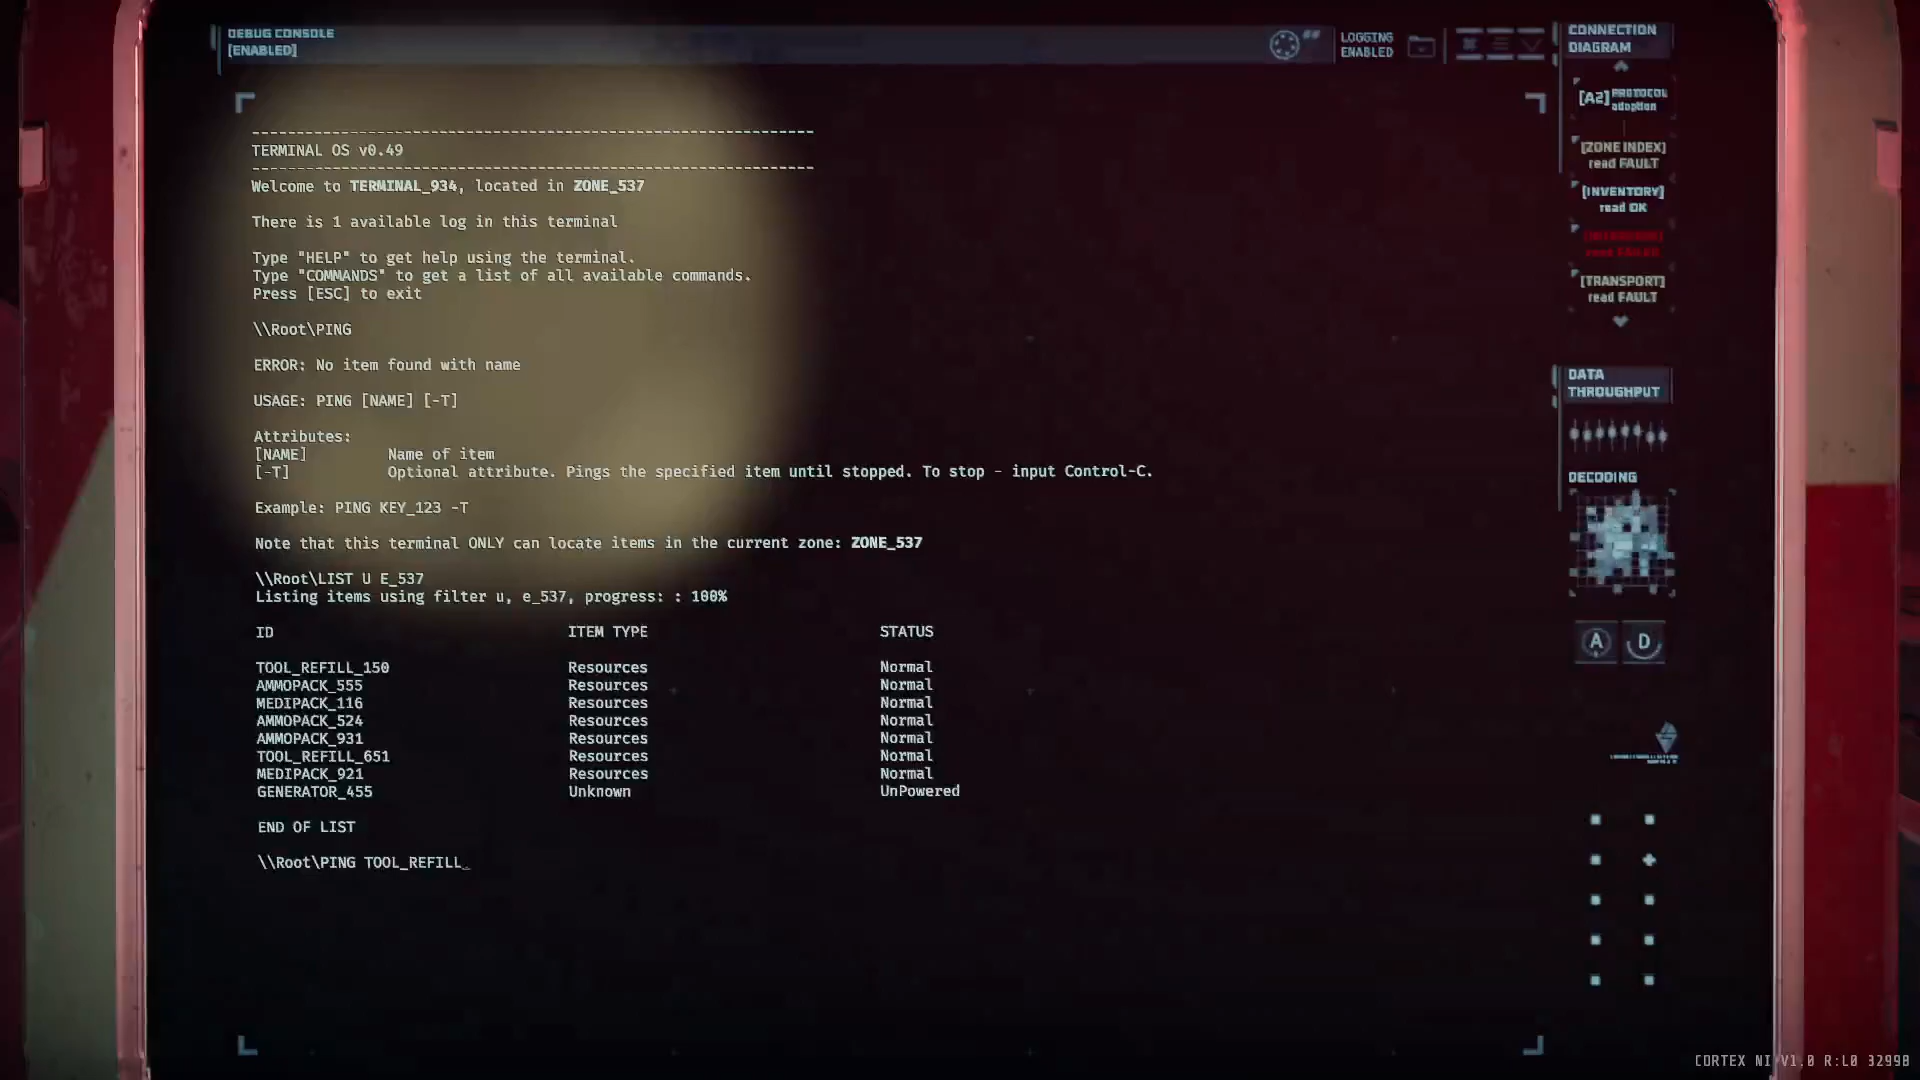 DEBUG CONSOLE
[ENABLED]
LOGGING
ENABLED
------------------------------------------------------------------
TERMINAL OS v0.49
------------------------------------------------------------------
Welcome to TERMINAL_934, located in ZONE_537
There is 1 available log in this terminal
Type "HELP" to get help using the terminal.
Type "COMMANDS" to get a list of all available commands.
Press [ESC] to exit
\\Root\PING
ERROR: No item found with name
USAGE: PING [NAME] [-T]
Attributes:
[NAME] Name of item
[-T] Optional attribute. Pings the specified item until stopped. To stop - input Control-C.
Example: PING KEY_123 -T
Note that this terminal ONLY can locate items in the current zone: ZONE_537
\\Root\LIST U E_537
Listing items using filter u, e_537, progress: : 100%
ID ITEM TYPE STATUS
TOOL_REFILL_150 Resources Normal
AMMOPACK_555 Resources Normal
MEDIPACK_116 Resources Normal
AMMOPACK_524 Resources Normal
AMMOPACK_931 Resources Normal
TOOL_REFILL_651 Resources Normal
MEDIPACK_921 Resources Normal
GENERATOR_455 Unknown UnPowered
END OF LIST
\\Root\PING TOOL_REFILL_
CONNECTION
DIAGRAM
[A2] PROTOCOL
adoption
[ZONE INDEX]
read FAULT
[INVENTORY]
read OK
read FAILED
[TRANSPORT]
read FAULT
DATA
THROUGHPUT
DECODING
A D
CORTEX NI V1.0 R:L0 32998